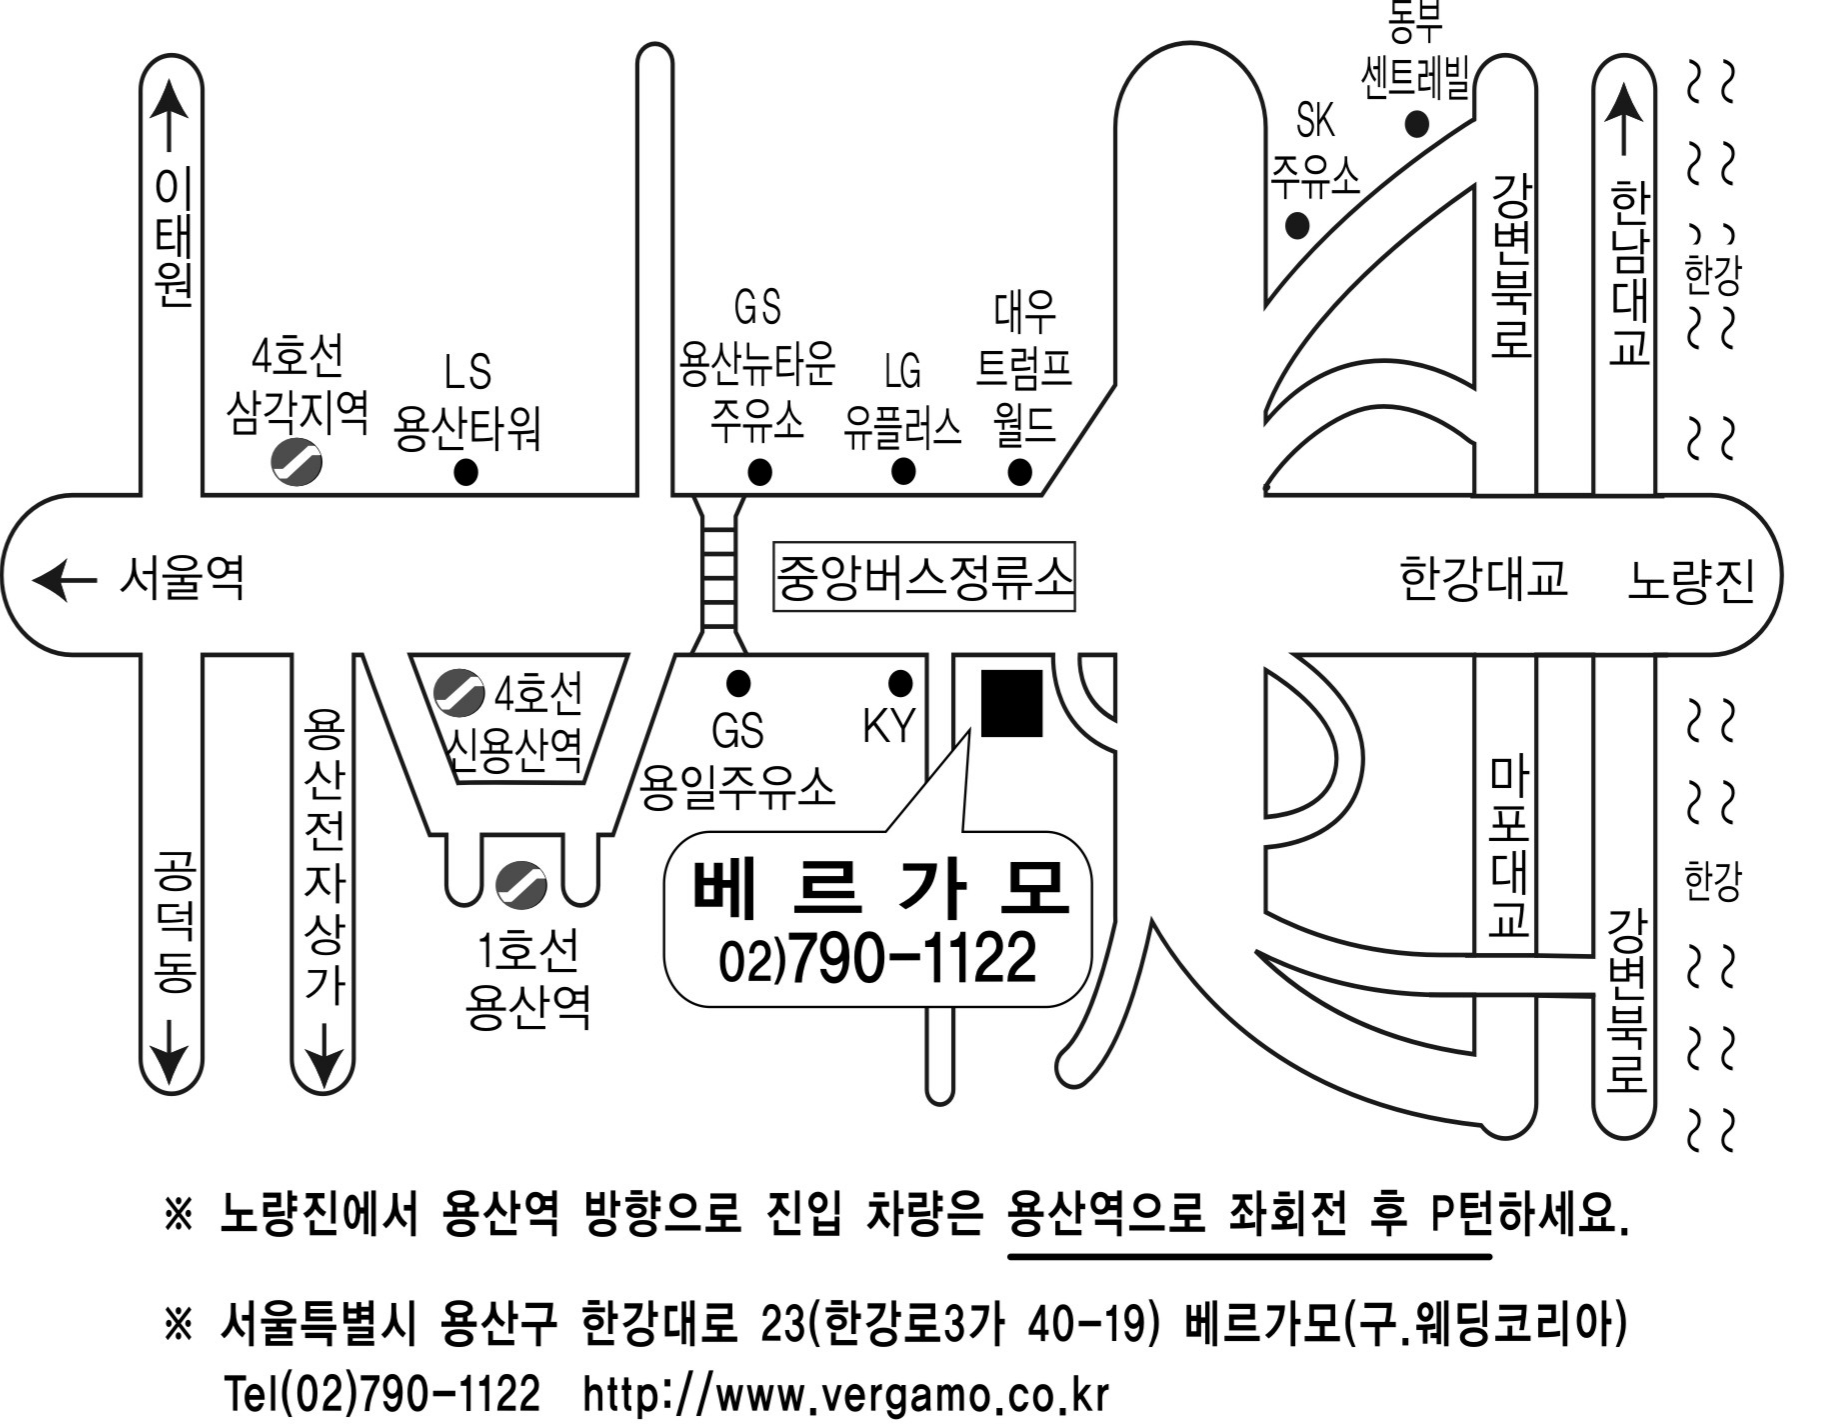 동부
센트레빌
SK
주유소
이태원
강변북로
한남대교
한강
4호선
삼각지역
LS
용산타워
GS
용산뉴타운
주유소
LG
유플러스
대우
트럼프
월드
서울역
중앙버스정류소
한강대교
노량진
4호선
신용산역
GS
용일주유소
KY
용산전자상가
공덕동
1호선
용산역
마포대교
한강
강변북로
베르가모
02)790-1122
※ 노량진에서 용산역 방향으로 진입 차량은 용산역으로 좌회전 후 P턴하세요.
※ 서울특별시 용산구 한강대로 23(한강로3가 40-19) 베르가모(구.웨딩코리아)
Tel(02)790-1122 http://www.vergamo.co.kr